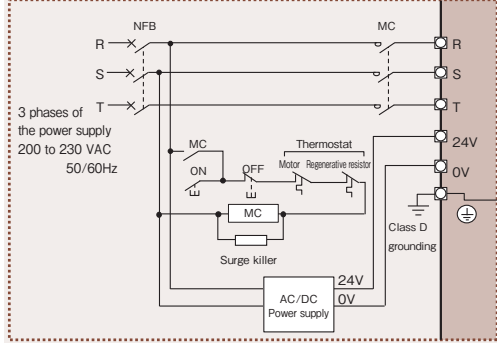 NFB
MC
R
R
S
S
T
T
3 phases of
the power supply
200 to 230 VAC
50/60Hz
24V
MC
Thermostat
ON
OFF
Motor
Regenerative resistor
0V
MC
Class D
grounding
Surge killer
24V
AC/DC
0V
Power supply